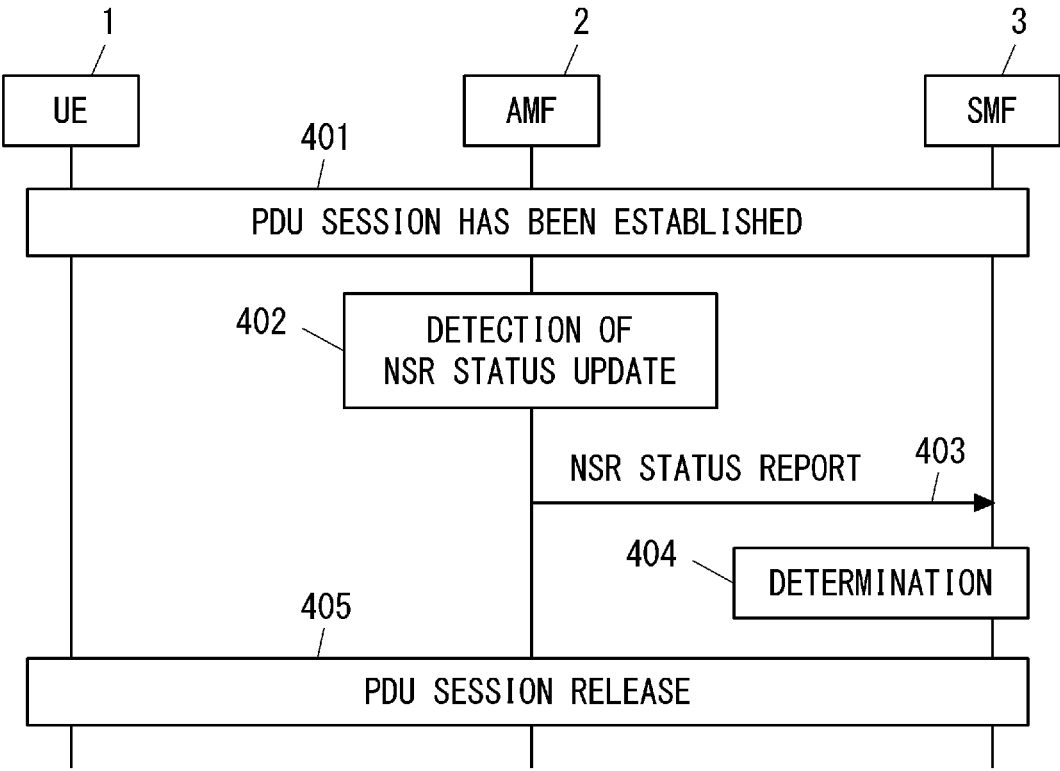 1
2
3
UE
AMF
SMF
401
PDU SESSION HAS BEEN ESTABLISHED
402
DETECTION OF
NSR STATUS UPDATE
NSR STATUS REPORT
403
404
DETERMINATION
405
PDU SESSION RELEASE